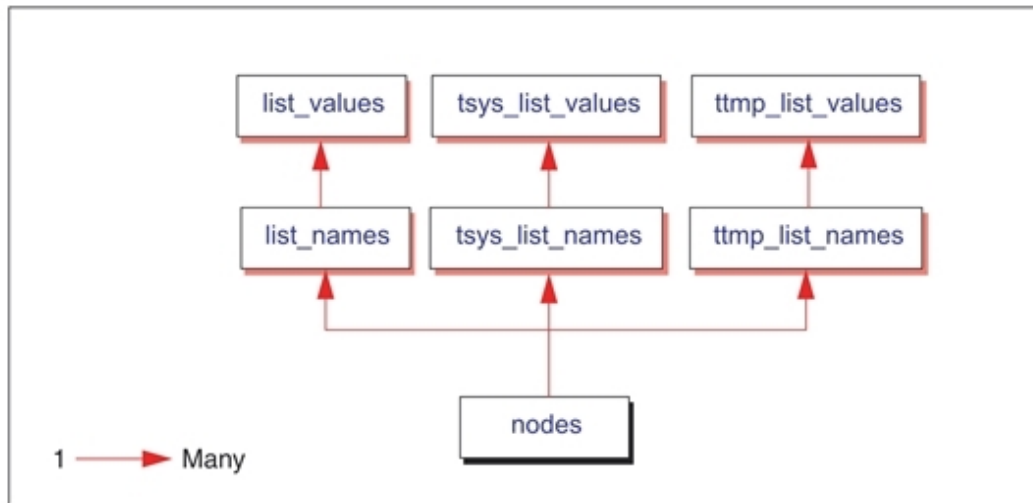 list_values
tsys_list_values
ttmp_list_values
list_names
tsys_list_names
ttmp_list_names
nodes
1 Many